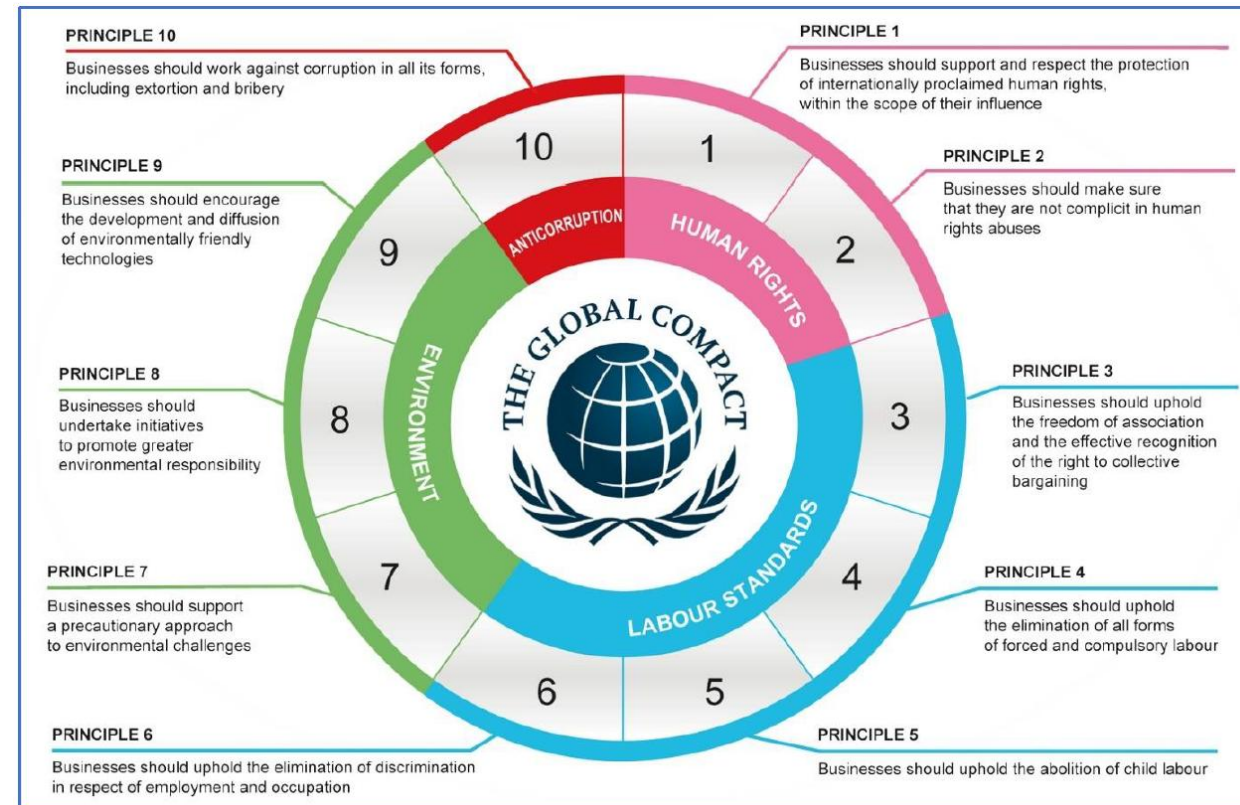 PRINCIPLE 1
Businesses should support and respect the protection
of internationally proclaimed human rights,
within the scope of their influence
PRINCIPLE 2
Businesses should make sure
that they are not complicit in human
rights abuses
PRINCIPLE 3
Businesses should uphold
the freedom of association
and the effective recognition
of the right to collective
bargaining
PRINCIPLE 4
Businesses should uphold
the elimination of all forms
of forced and compulsory labour
PRINCIPLE 5
Businesses should uphold the abolition of child labour
PRINCIPLE 6
Businesses should uphold the elimination of discrimination
in respect of employment and occupation
PRINCIPLE 7
Businesses should support
a precautionary approach
to environmental challenges
PRINCIPLE 8
Businesses should
undertake initiatives
to promote greater
environmental responsibility
PRINCIPLE 9
Businesses should encourage
the development and diffusion
of environmentally friendly
technologies
PRINCIPLE 10
Businesses should work against corruption in all its forms,
including extortion and bribery
1
2
3
4
5
6
7
8
9
10
HUMAN RIGHTS
LABOUR STANDARDS
ENVIRONMENT
ANTICORRUPTION
THE GLOBAL COMPACT